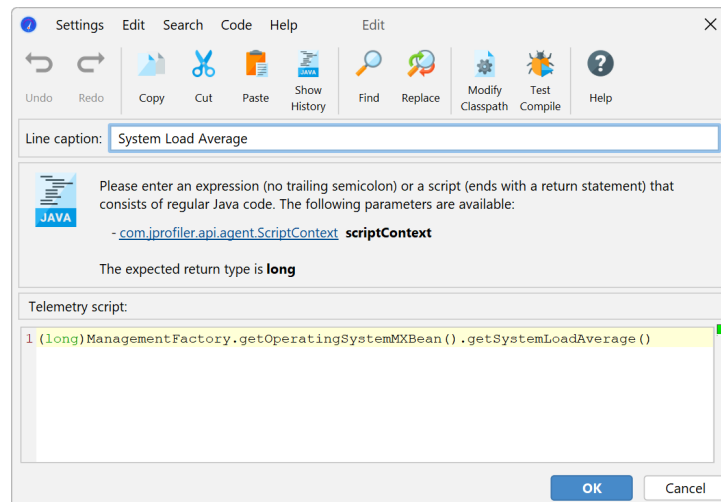 Settings Edit Search Code Help Edit
Undo Redo Copy Cut Paste Show History Find Replace Modify Classpath Test Compile Help
JAVA
Line caption: System Load Average
Please enter an expression (no trailing semicolon) or a script (ends with a return statement) that
consists of regular Java code. The following parameters are available:
JAVA
- com.jprofiler.api.agent.ScriptContext scriptContext
The expected return type is long
Telemetry script:
1 (long)ManagementFactory.getOperatingSystemMXBean().getSystemLoadAverage()
OK Cancel